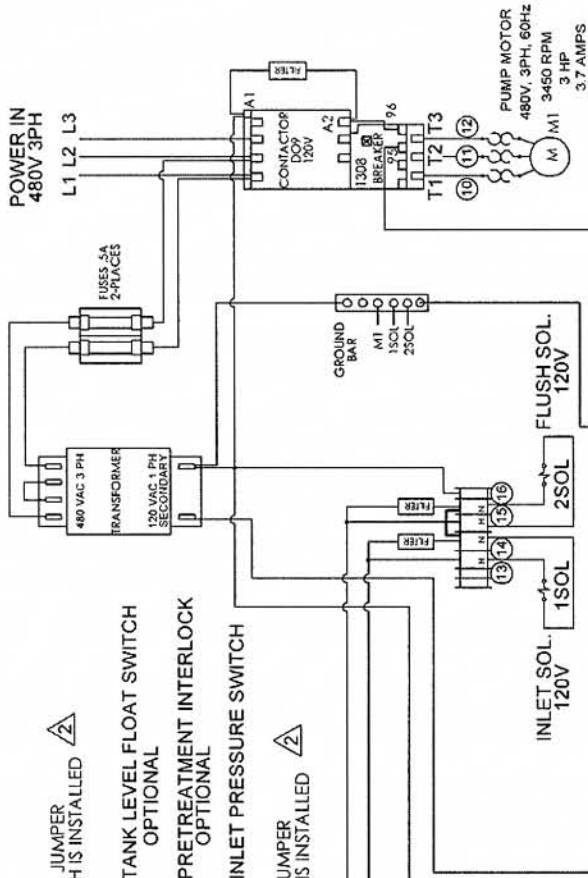 POWER IN
480V 3PH
L1 L2 L3
FUSES .5A
2-PLACES
480 VAC 3 PH
TRANSFORMER
120 VAC 1 PH
SECONDARY
CONTACTOR
DO9
120V
A1
A2
FILTER
1308
BREAKER
95
96
T1 T2 T3
10 11 12
PUMP MOTOR
480V, 3PH, 60Hz
3450 RPM
3 HP
3.7 AMPS
M M1
GROUND
BAR
M1
1SOL
2SOL
JUMPER
H IS INSTALLED 2
TANK LEVEL FLOAT SWITCH
OPTIONAL
PRETREATMENT INTERLOCK
OPTIONAL
INLET PRESSURE SWITCH
UMPER
IS INSTALLED 2
FILTER
FILTER
N N H N
13 14 15 16
INLET SOL.
120V
1SOL
2SOL
FLUSH SOL.
120V